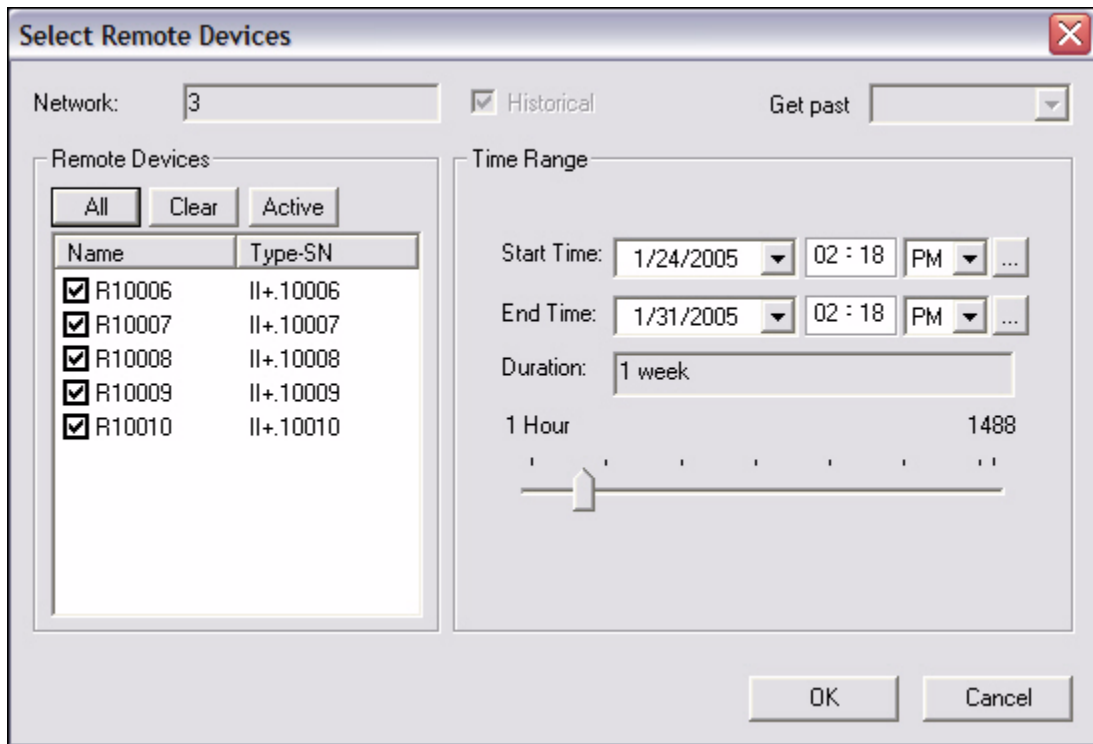 Select Remote Devices
Network: 3 Historical Get past
Remote Devices
All Clear Active
Name Type-SN
R10006 II+.10006
R10007 II+.10007
R10008 II+.10008
R10009 II+.10009
R10010 II+.10010
Time Range
Start Time: 1/24/2005 02:18 PM ...
End Time: 1/31/2005 02:18 PM ...
Duration: 1 week
1 Hour 1488
OK Cancel